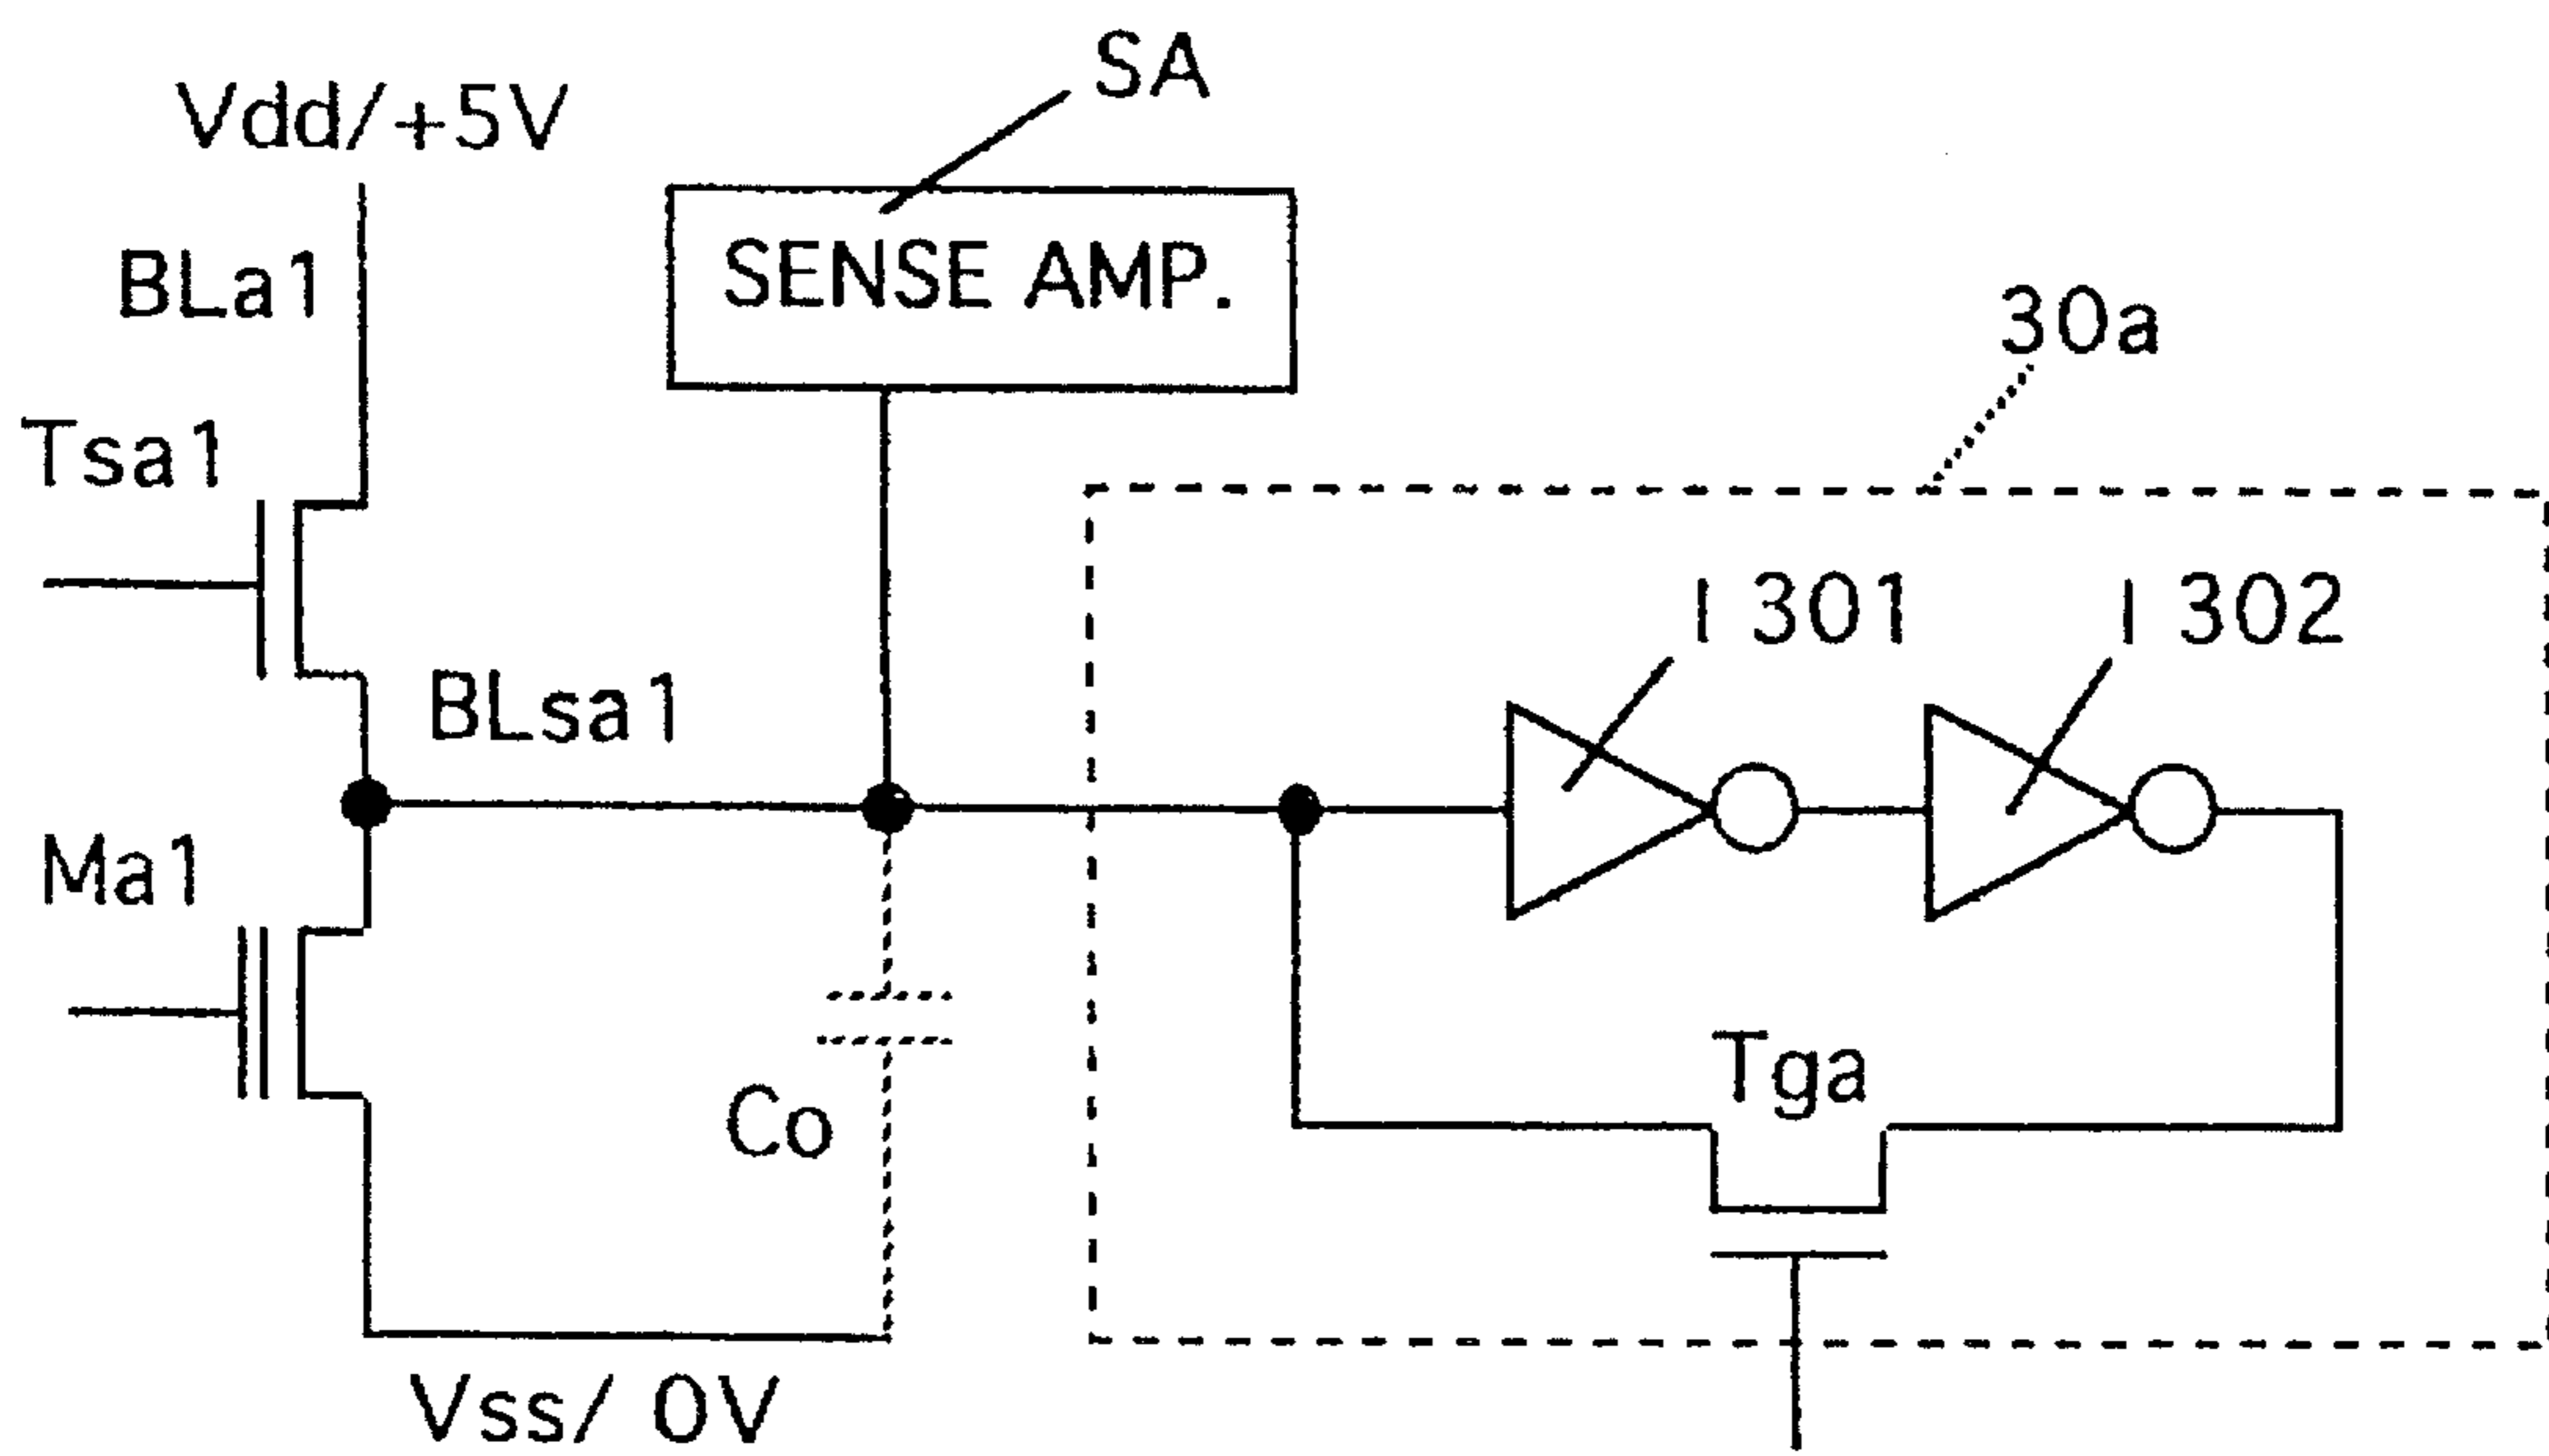 SA
Vdd/+5V
BLa1
SENSE AMP.
30a
Tsa1
I 301
I 302
BLsa1
Ma1
Tga
Co
Vss/ 0V